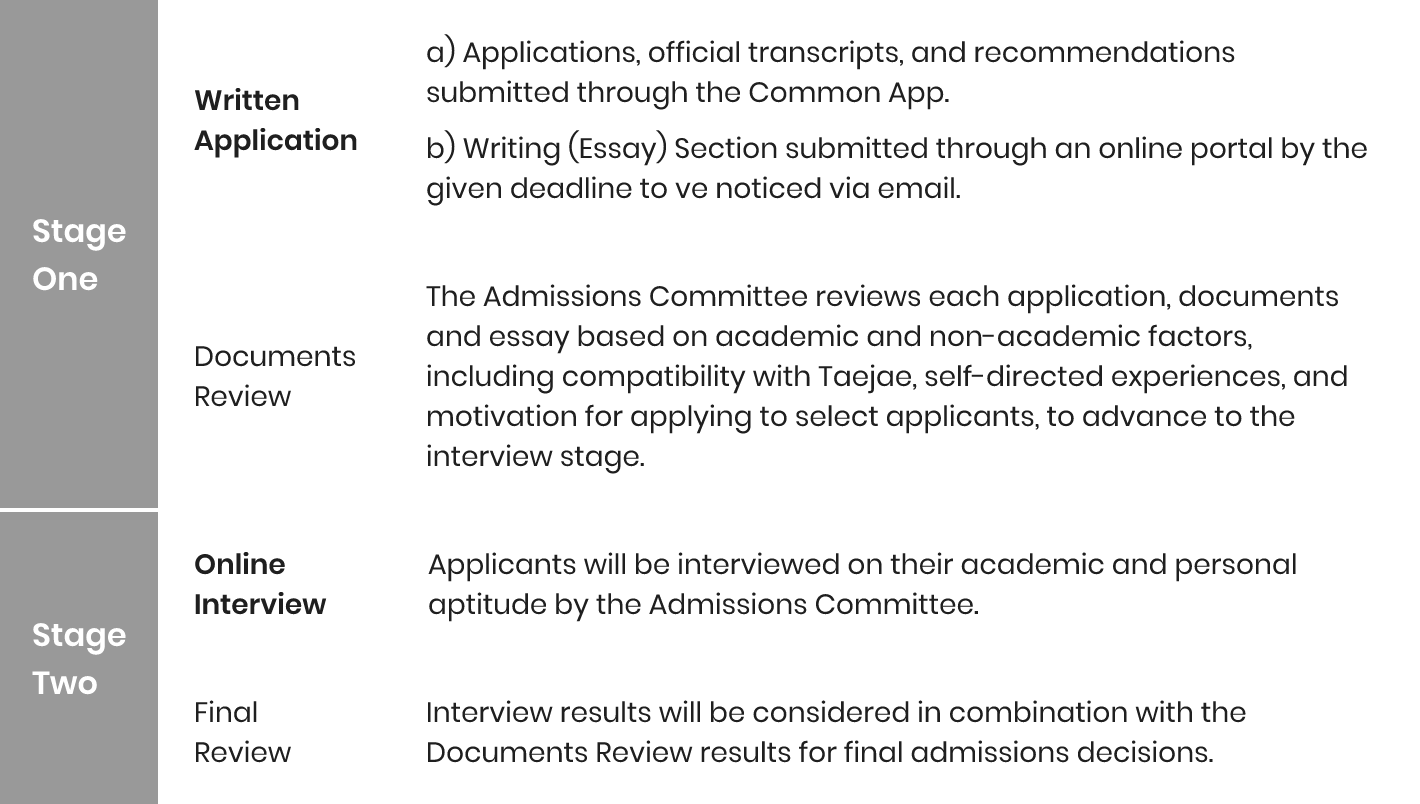 Stage
One
Written
Application
a) Applications, official transcripts, and recommendations
submitted through the Common App.
b) Writing (Essay) Section submitted through an online portal by the
given deadline to ve noticed via email.
Documents
Review
The Admissions Committee reviews each application, documents
and essay based on academic and non-academic factors,
including compatibility with Taejae, self-directed experiences, and
motivation for applying to select applicants, to advance to the
interview stage.
Stage
Two
Online
Interview
Applicants will be interviewed on their academic and personal
aptitude by the Admissions Committee.
Final
Review
Interview results will be considered in combination with the
Documents Review results for final admissions decisions.